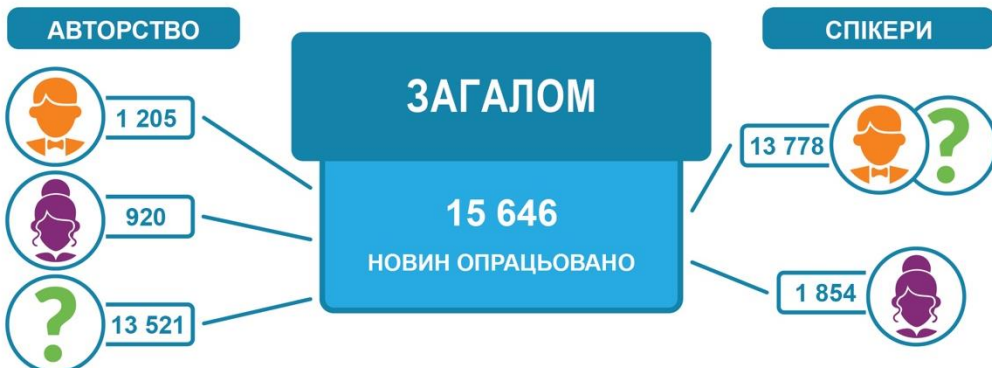 АВТОРСТВО
1 205
920
?
13 521
ЗАГАЛОМ
15 646
НОВИН ОПРАЦЬОВАНО
СПІКЕРИ
13 778
?
1 854